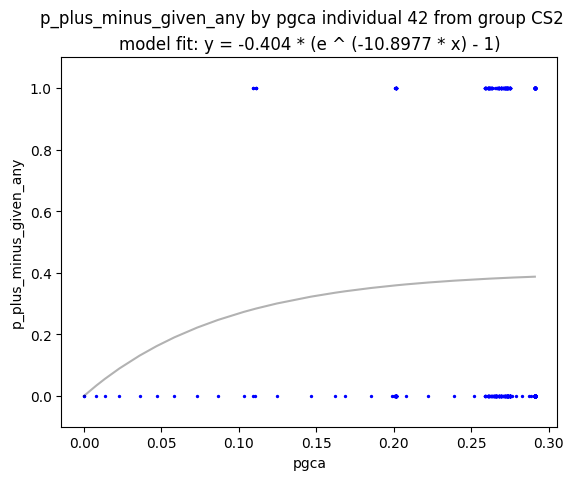 p_plus_minus_given_any by pgca individual 42 from group CS2
model fit: y = -0.404 * (e ^ (-10.8977 * x) - 1)
1.0
0.8
0.6
0.4
0.2
0.0
p_plus_minus_given_any
0.00 0.05 0.10 0.15 0.20 0.25 0.30
pgca